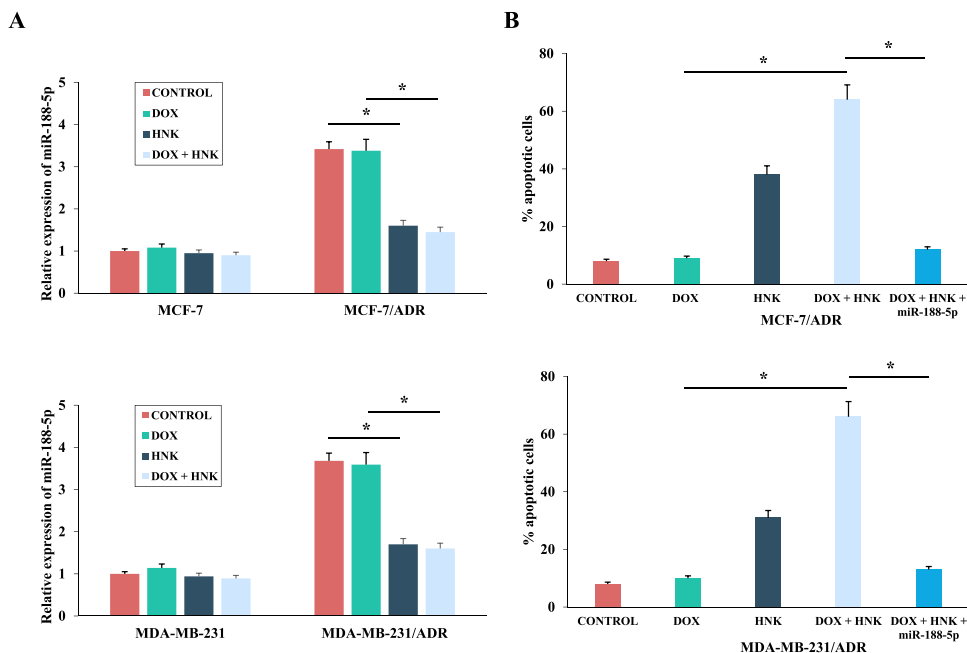 A
Relative expression of miR-188-5p
5
4
3
2
1
0
CONTROL
DOX
HNK
DOX + HNK
*
*
MCF-7
MCF-7/ADR
B
% apoptotic cells
80
60
40
20
0
*
*
CONTROL
DOX
HNK
DOX + HNK
DOX + HNK +
miR-188-5p
MCF-7/ADR
Relative expression of miR-188-5p
5
4
3
2
1
0
CONTROL
DOX
HNK
DOX + HNK
*
*
MDA-MB-231
MDA-MB-231/ADR
% apoptotic cells
80
60
40
20
0
*
*
CONTROL
DOX
HNK
DOX + HNK
DOX + HNK +
miR-188-5p
MDA-MB-231/ADR